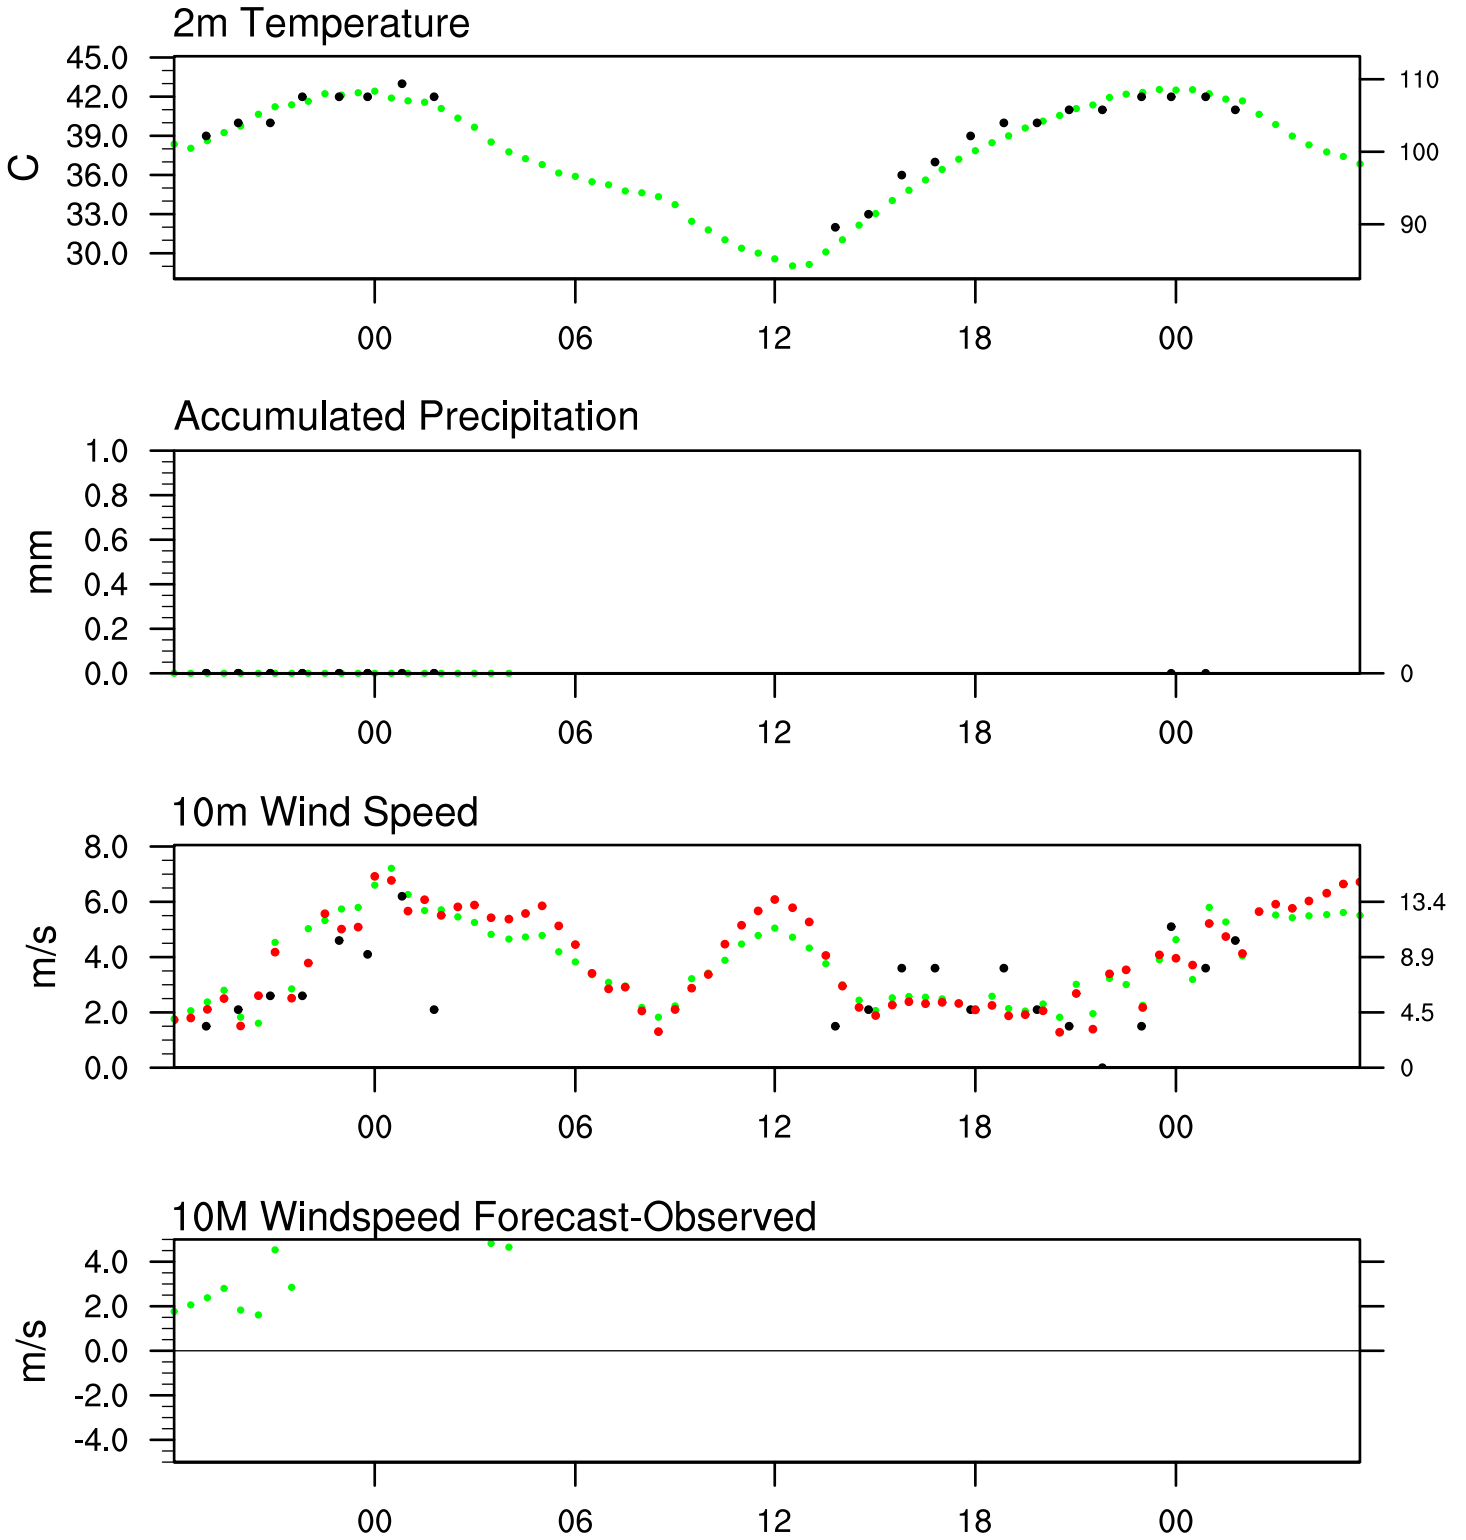 2m Temperature
45.0
42.0
39.0
36.0
33.0
30.0
C
110
100
90
00 06 12 18 00
Accumulated Precipitation
1.0
0.8
0.6
0.4
0.2
0.0
mm
0
00 06 12 18 00
10m Wind Speed
8.0
6.0
4.0
2.0
0.0
m/s
13.4
8.9
4.5
0
00 06 12 18 00
10M Windspeed Forecast-Observed
4.0
2.0
0.0
-2.0
-4.0
m/s
00 06 12 18 00